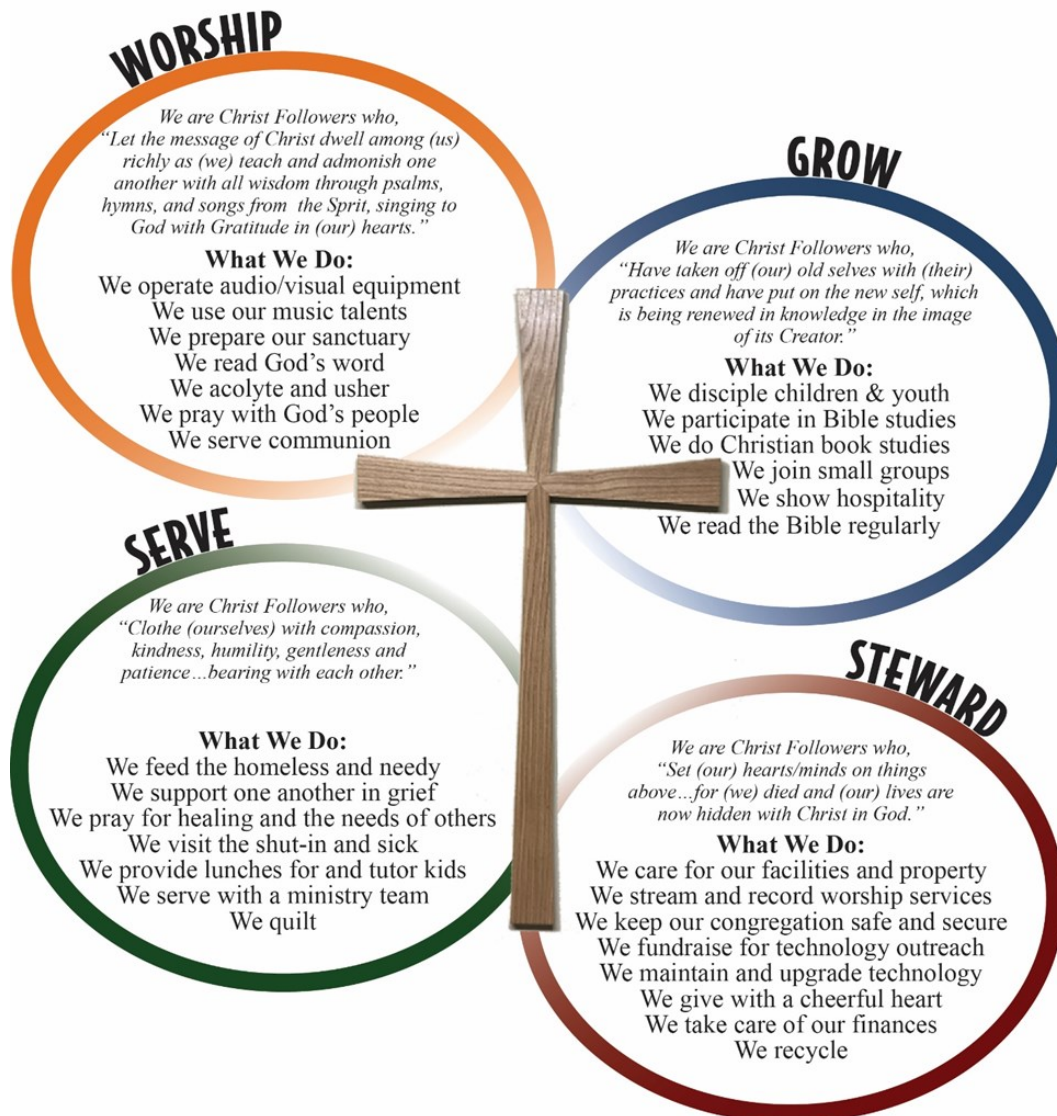 WORSHIP
We are Christ Followers who,
“Let the message of Christ dwell among (us)
richly as (we) teach and admonish one
another with all wisdom through psalms,
hymns, and songs from the Sprit, singing to
God with Gratitude in (our) hearts.”
What We Do:
We operate audio/visual equipment
We use our music talents
We prepare our sanctuary
We read God’s word
We acolyte and usher
We pray with God’s people
We serve communion
GROW
We are Christ Followers who,
“Have taken off (our) old selves with (their)
practices and have put on the new self, which
is being renewed in knowledge in the image
of its Creator.”
What We Do:
We disciple children & youth
We participate in Bible studies
We do Christian book studies
We join small groups
We show hospitality
We read the Bible regularly
SERVE
We are Christ Followers who,
“Clothe (ourselves) with compassion,
kindness, humility, gentleness and
patience...bearing with each other.”
What We Do:
We feed the homeless and needy
We support one another in grief
We pray for healing and the needs of others
We visit the shut-in and sick
We provide lunches for and tutor kids
We serve with a ministry team
We quilt
STEWARD
We are Christ Followers who,
“Set (our) hearts/minds on things
above...for (we) died and (our) lives are
now hidden with Christ in God.”
What We Do:
We care for our facilities and property
We stream and record worship services
We keep our congregation safe and secure
We fundraise for technology outreach
We maintain and upgrade technology
We give with a cheerful heart
We take care of our finances
We recycle